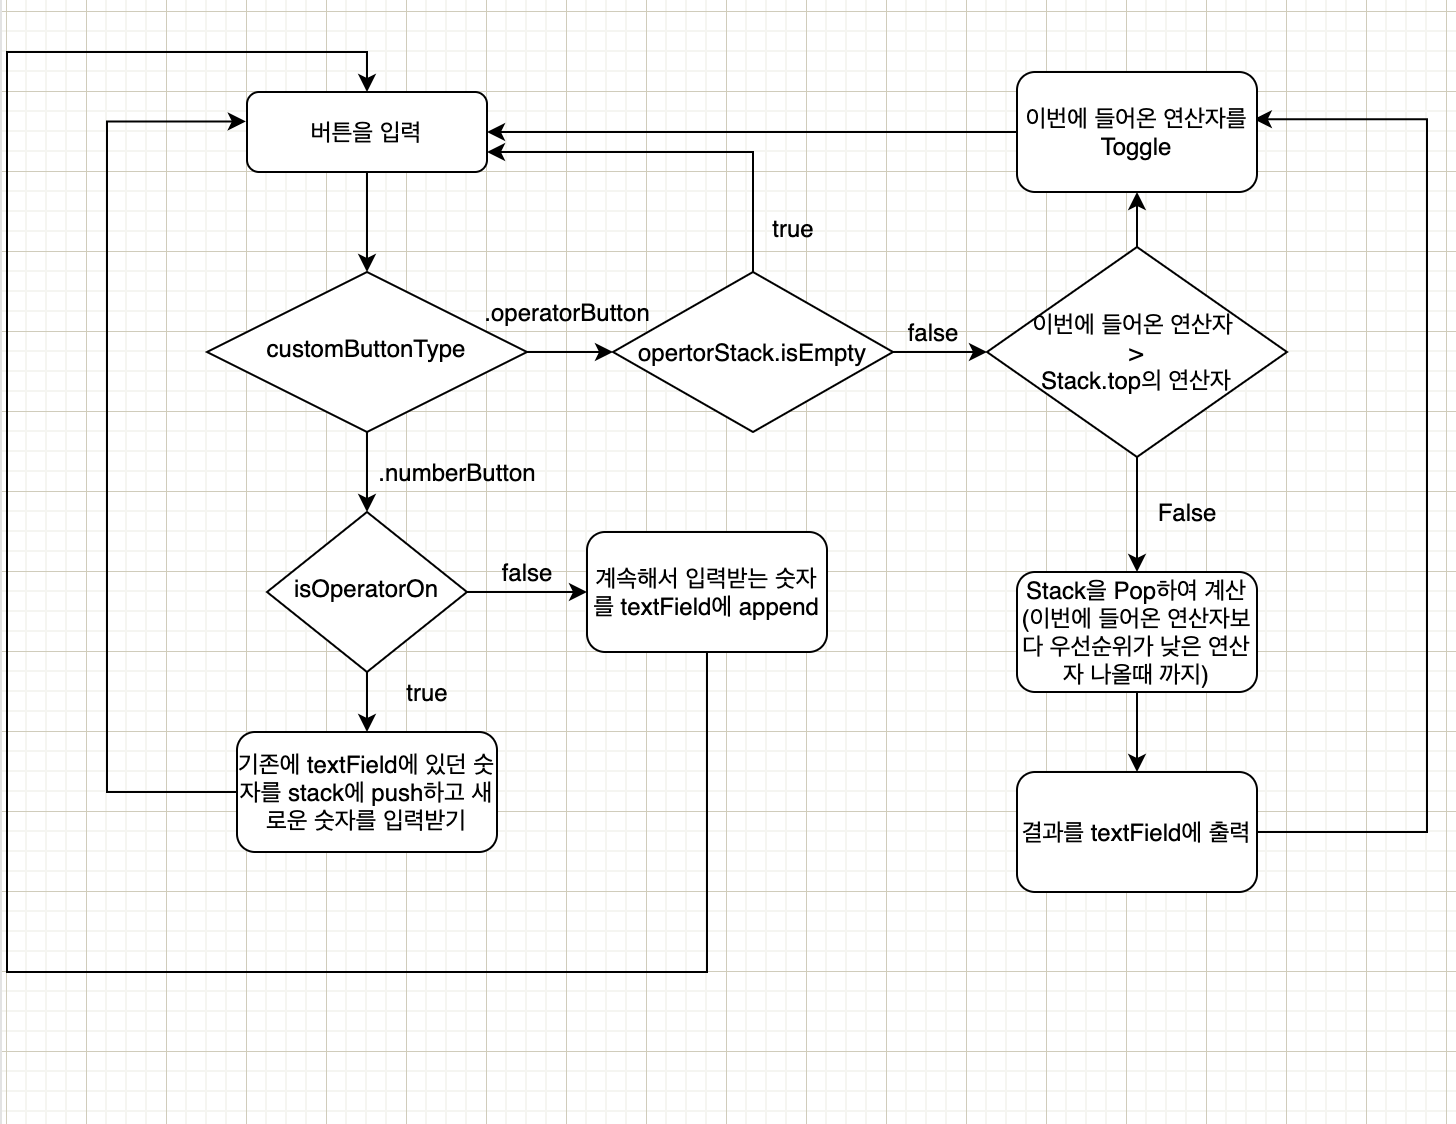 버튼을 입력
이번에 들어온 연산자를
Toggle
true
.operatorButton
customButtonType
opertorStack.isEmpty
false
이번에 들어온 연산자
>
Stack.top의 연산자
.numberButton
False
isOperatorOn
false
계속해서 입력받는 숫자
를 textField에 append
Stack을 Pop하여 계산
(이번에 들어온 연산자보
다 우선순위가 낮은 연산
자 나올때 까지)
true
기존에 textField에 있던 숫
자를 stack에 push하고 새
로운 숫자를 입력받기
결과를 textField에 출력